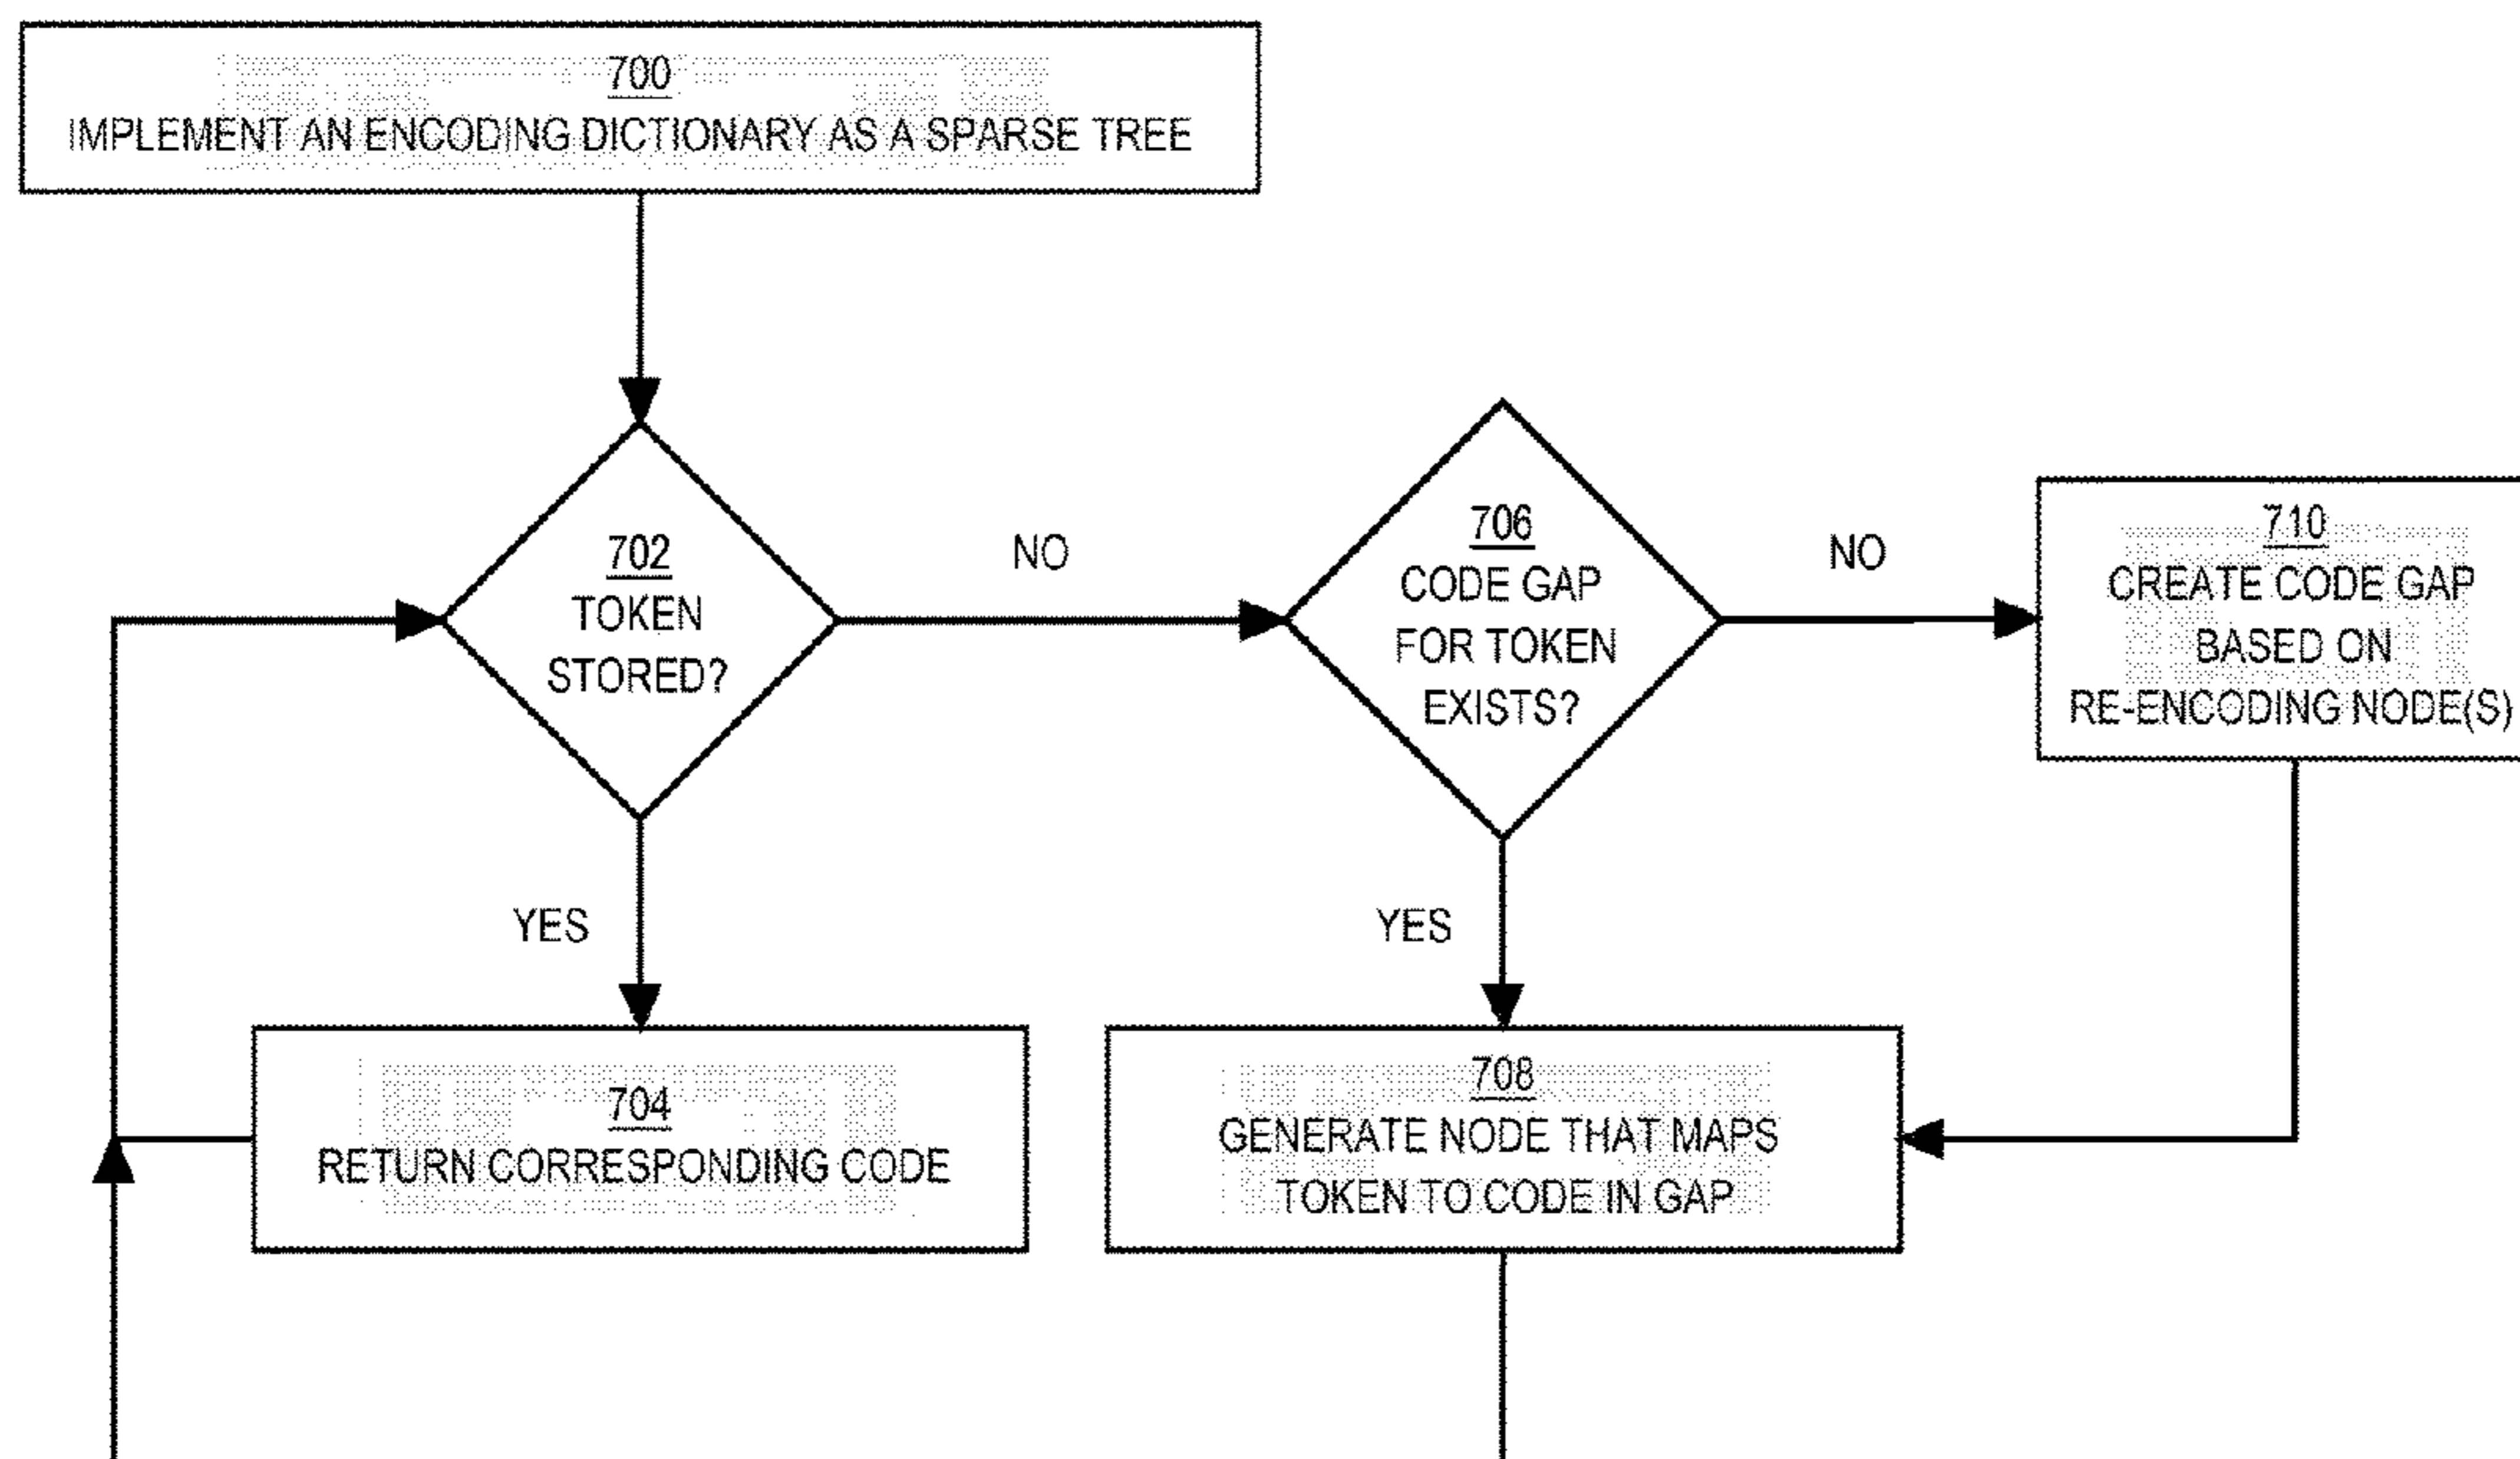 700
IMPLEMENT AN ENCODING DICTIONARY AS A SPARSE TREE
702
TOKEN
STORED?
NO
706
CODE GAP
FOR TOKEN
EXISTS?
NO
710
CREATE CODE GAP
BASED ON
RE-ENCODING NODE(S)
YES
YES
704
RETURN CORRESPONDING CODE
708
GENERATE NODE THAT MAPS
TOKEN TO CODE IN GAP